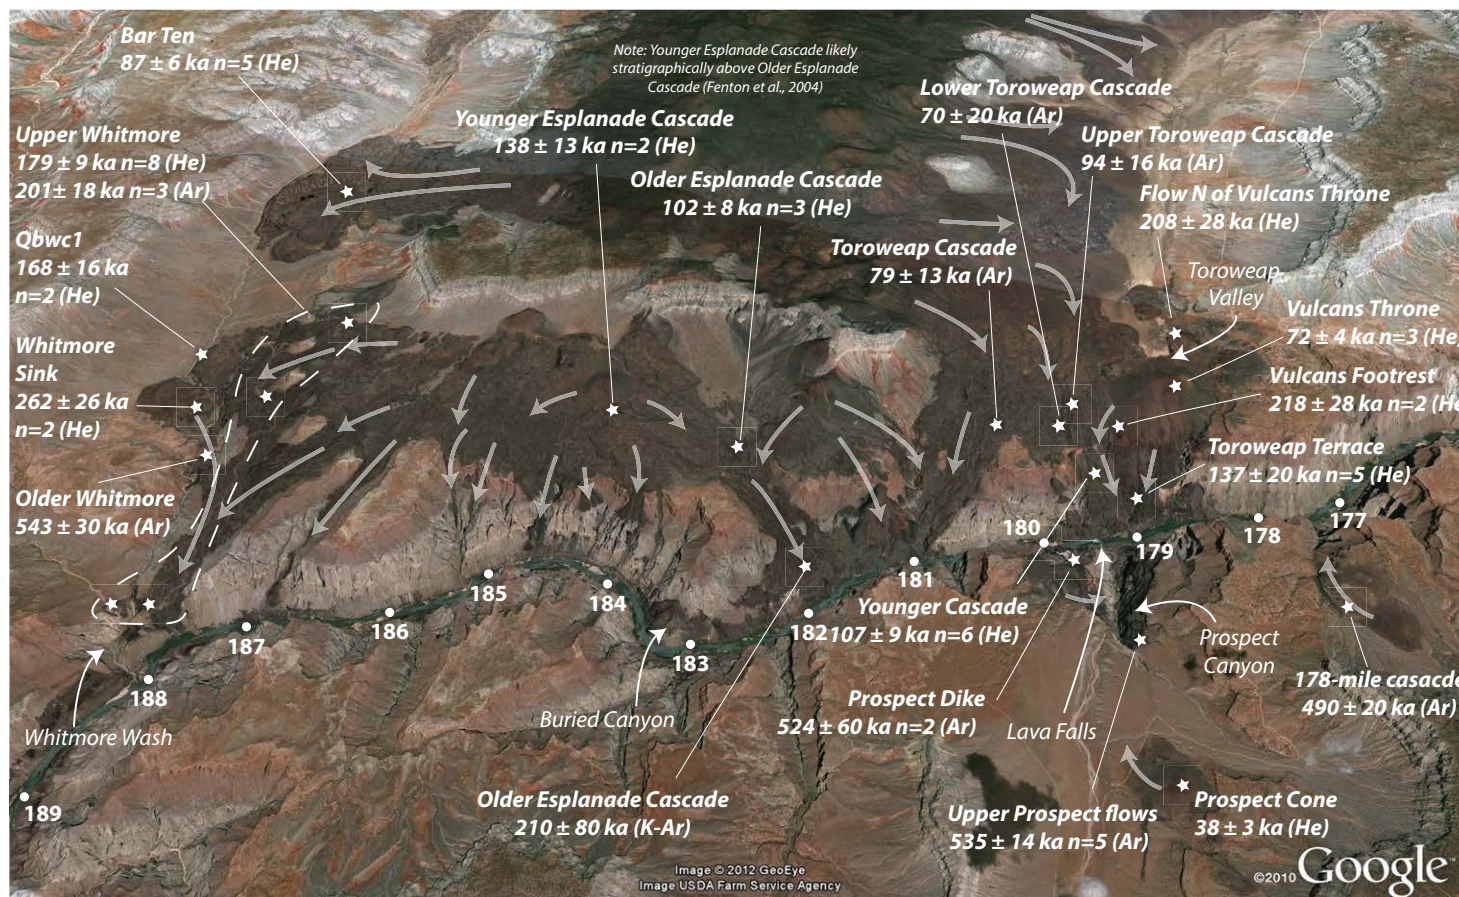 Bar Ten
87 ± 6 ka n=5 (He)
Note: Younger Esplanade Cascade likely
stratigraphically above Older Esplanade
Cascade (Fenton et al., 2004)
Lower Toroweap Cascade
70 ± 20 ka (Ar)
Upper Whitmore
179 ± 9 ka n=8 (He)
201± 18 ka n=3 (Ar)
Younger Esplanade Cascade
138 ± 13 ka n=2 (He)
Upper Toroweap Cascade
94 ± 16 ka (Ar)
Older Esplanade Cascade
102 ± 8 ka n=3 (He)
Flow N of Vulcans Throne
208 ± 28 ka (He)
Qbwc1
168 ± 16 ka
n=2 (He)
Toroweap Cascade
79 ± 13 ka (Ar)
Toroweap
Valley
Vulcans Throne
72 ± 4 ka n=3 (He
Whitmore
Sink
262 ± 26 ka
n=2 (He)
Vulcans Footrest
218 ± 28 ka n=2 (He
Toroweap Terrace
137 ± 20 ka n=5 (He)
Older Whitmore
543 ± 30 ka (Ar)
180
179
178
177
181
185
184
186
187
182
183
188
189
Younger Cascade
107 ± 9 ka n=6 (He)
Prospect
Canyon
178-mile casacde
490 ± 20 ka (Ar)
Prospect Dike
524 ± 60 ka n=2 (Ar)
Lava Falls
Buried Canyon
Whitmore Wash
Older Esplanade Cascade
210 ± 80 ka (K-Ar)
Upper Prospect flows
535 ± 14 ka n=5 (Ar)
Prospect Cone
38 ± 3 ka (He)
Image © 2012 GeoEye
Image USDA Farm Service Agency
©2010 Google